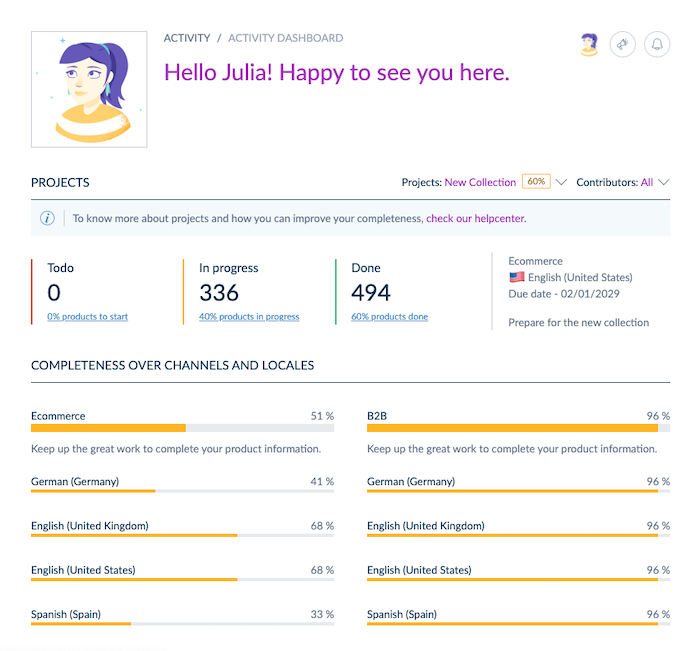 ACTIVITY / ACTIVITY DASHBOARD
Hello Julia! Happy to see you here.
PROJECTS
Projects: New Collection 60% Contributors: All
To know more about projects and how you can improve your completeness, check our helpcenter.
Todo
0
0% products to start
In progress
336
40% products in progress
Done
494
60% products done
Ecommerce
English (United States)
Due date - 02/01/2029
Prepare for the new collection
COMPLETENESS OVER CHANNELS AND LOCALES
Ecommerce 51 %
Keep up the great work to complete your product information.
German (Germany) 41 %
English (United Kingdom) 68 %
English (United States) 68 %
Spanish (Spain) 33 %
B2B 96 %
Keep up the great work to complete your product information.
German (Germany) 96 %
English (United Kingdom) 96 %
English (United States) 96 %
Spanish (Spain) 96 %